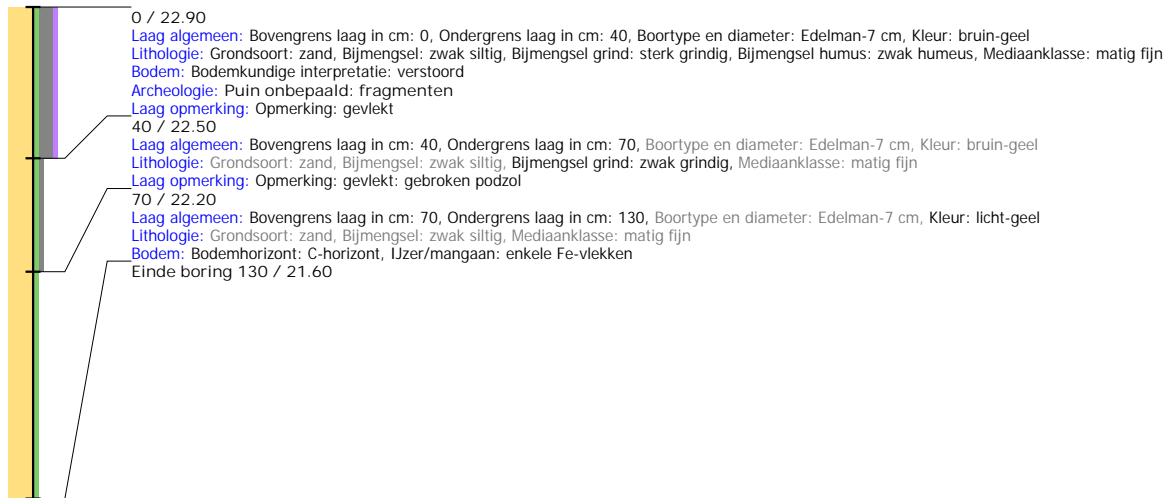 0 / 22.90
Laag algemeen: Bovengrens laag in cm: 0, Ondergrens laag in cm: 40, Boortype en diameter: Edelman-7 cm, Kleur: bruin-geel
Lithologie: Grondsoort: zand, Bijmengsel: zwak siltig, Bijmengsel grind: sterk grindig, Bijmengsel humus: zwak humeus, Mediaanklasse: matig fijn
Bodem: Bodemkundige interpretatie: verstoord
Archeologie: Puin onbepaald: fragmenten
Laag opmerking: Opmerking: gevlekt
40 / 22.50
Laag algemeen: Bovengrens laag in cm: 40, Ondergrens laag in cm: 70, Boortype en diameter: Edelman-7 cm, Kleur: bruin-geel
Lithologie: Grondsoort: zand, Bijmengsel: zwak siltig, Bijmengsel grind: zwak grindig, Mediaanklasse: matig fijn
Laag opmerking: Opmerking: gevlekt: gebroken podzol
70 / 22.20
Laag algemeen: Bovengrens laag in cm: 70, Ondergrens laag in cm: 130, Boortype en diameter: Edelman-7 cm, Kleur: licht-geel
Lithologie: Grondsoort: zand, Bijmengsel: zwak siltig, Mediaanklasse: matig fijn
Bodem: Bodemhorizont: C-horizont, IJzer/mangaan: enkele Fe-vlekken
Einde boring 130 / 21.60